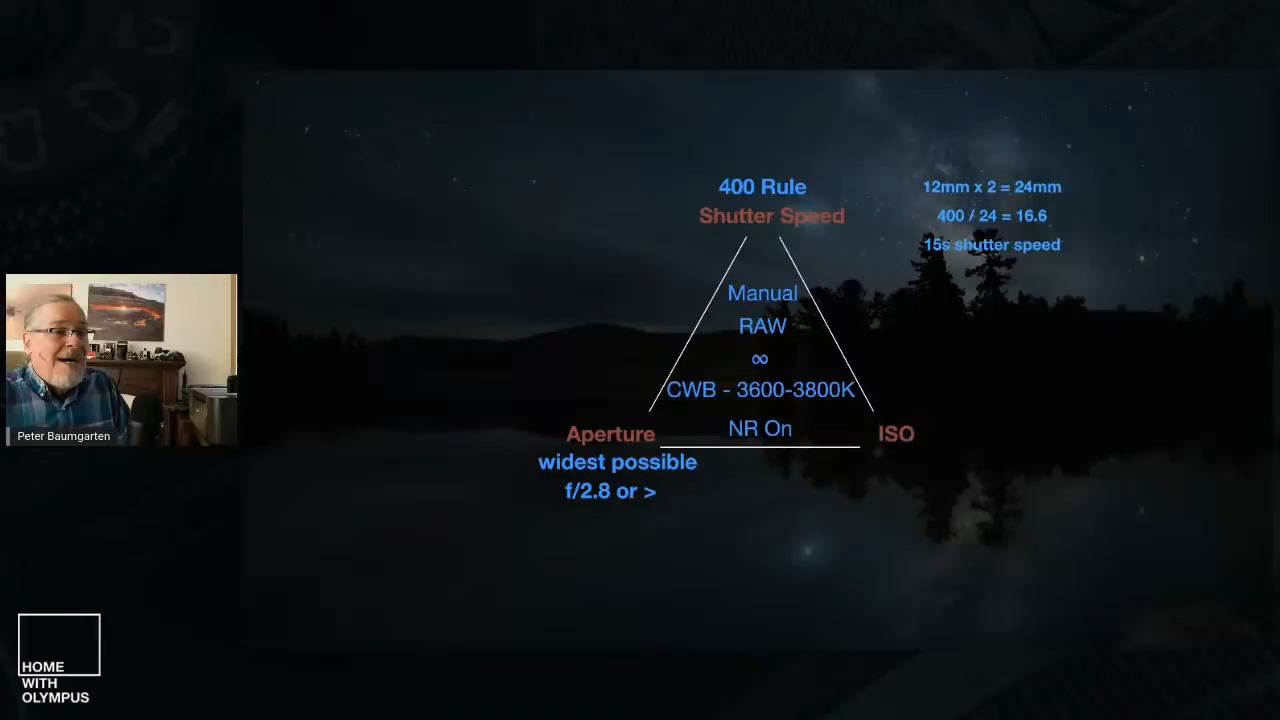 400 Rule
Shutter Speed
12mm x 2 = 24mm
400 / 24 = 16.6
15s shutter speed
Manual
RAW
∞
CWB - 3600-3800K
NR On
Aperture
widest possible
f/2.8 or >
ISO
Peter Baumgarten
HOME
WITH
OLYMPUS